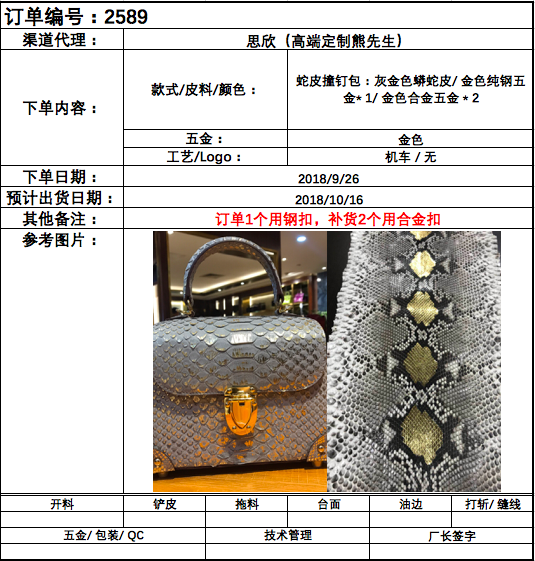 订单编号：2589
渠道代理： 思欣（高端定制熊先生）
下单内容：
款式/皮料/颜色：
蛇皮撞钉包：灰金色蟒蛇皮/ 金色纯钢五
金* 1/ 金色合金五金 * 2
五金： 金色
工艺/Logo： 机车 / 无
下单日期： 2018/9/26
预计出货日期： 2018/10/16
其他备注： 订单1个用钢扣，补货2个用合金扣
参考图片：
开料 铲皮 拖料 台面 油边 打斩/ 缝线
五金/ 包装/ QC 技术管理 厂长签字